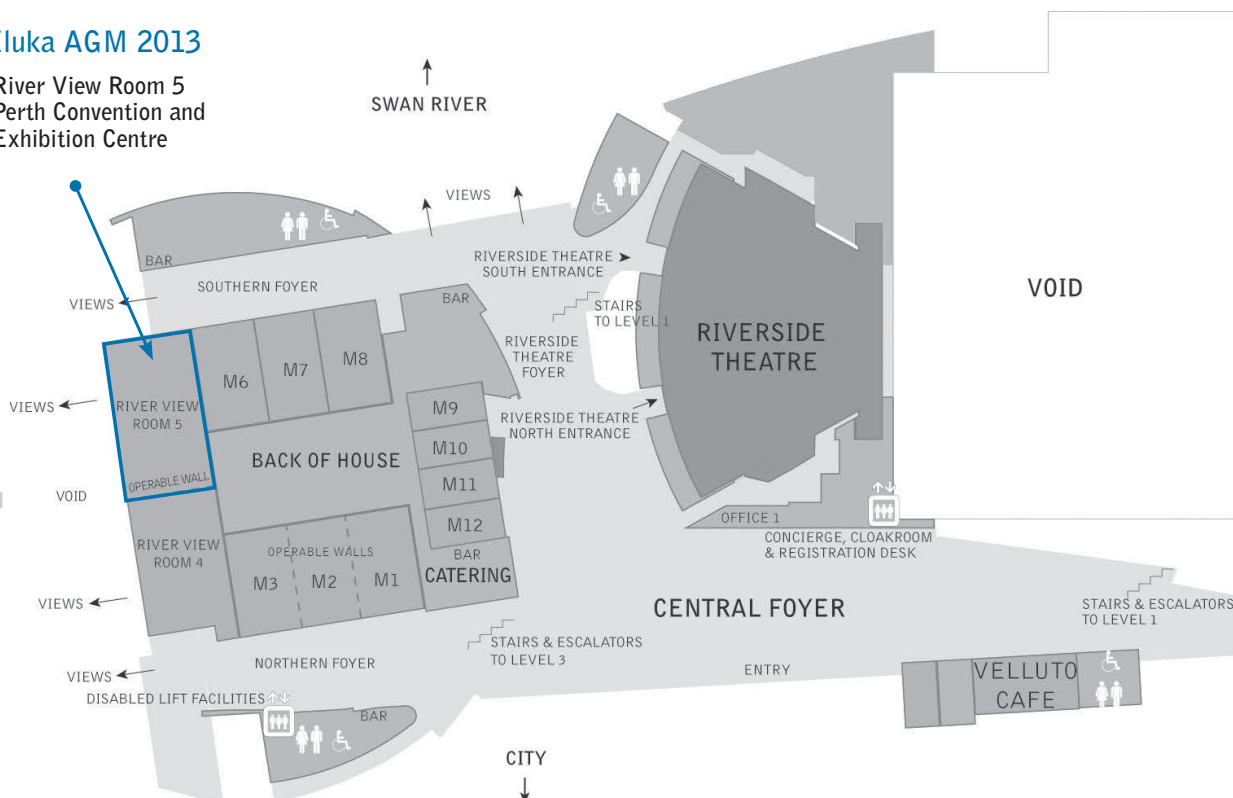 Iluka AGM 2013
River View Room 5
Perth Convention and
Exhibition Centre
SWAN RIVER
VIEWS
BAR
SOUTHERN FOYER
VIEWS
RIVERSIDE THEATRE
SOUTH ENTRANCE
BAR
STAIRS
TO LEVEL 1
VOID
RIVERSIDE
THEATRE
RIVERSIDE
THEATRE
FOYER
M6
M7
M8
VIEWS
RIVER VIEW
ROOM 5
M9
RIVERSIDE THEATRE
NORTH ENTRANCE
M10
BACK OF HOUSE
OPERABLE WALL
M11
VOID
M12
OFFICE 1
CONCIERGE, CLOAKROOM
& REGISTRATION DESK
RIVER VIEW
ROOM 4
OPERABLE WALLS
BAR
CATERING
M3
M2
M1
VIEWS
CENTRAL FOYER
STAIRS & ESCALATORS
TO LEVEL 1
STAIRS & ESCALATORS
TO LEVEL 3
NORTHERN FOYER
ENTRY
VIEWS
VELLUTO
CAFE
DISABLED LIFT FACILITIES
BAR
CITY